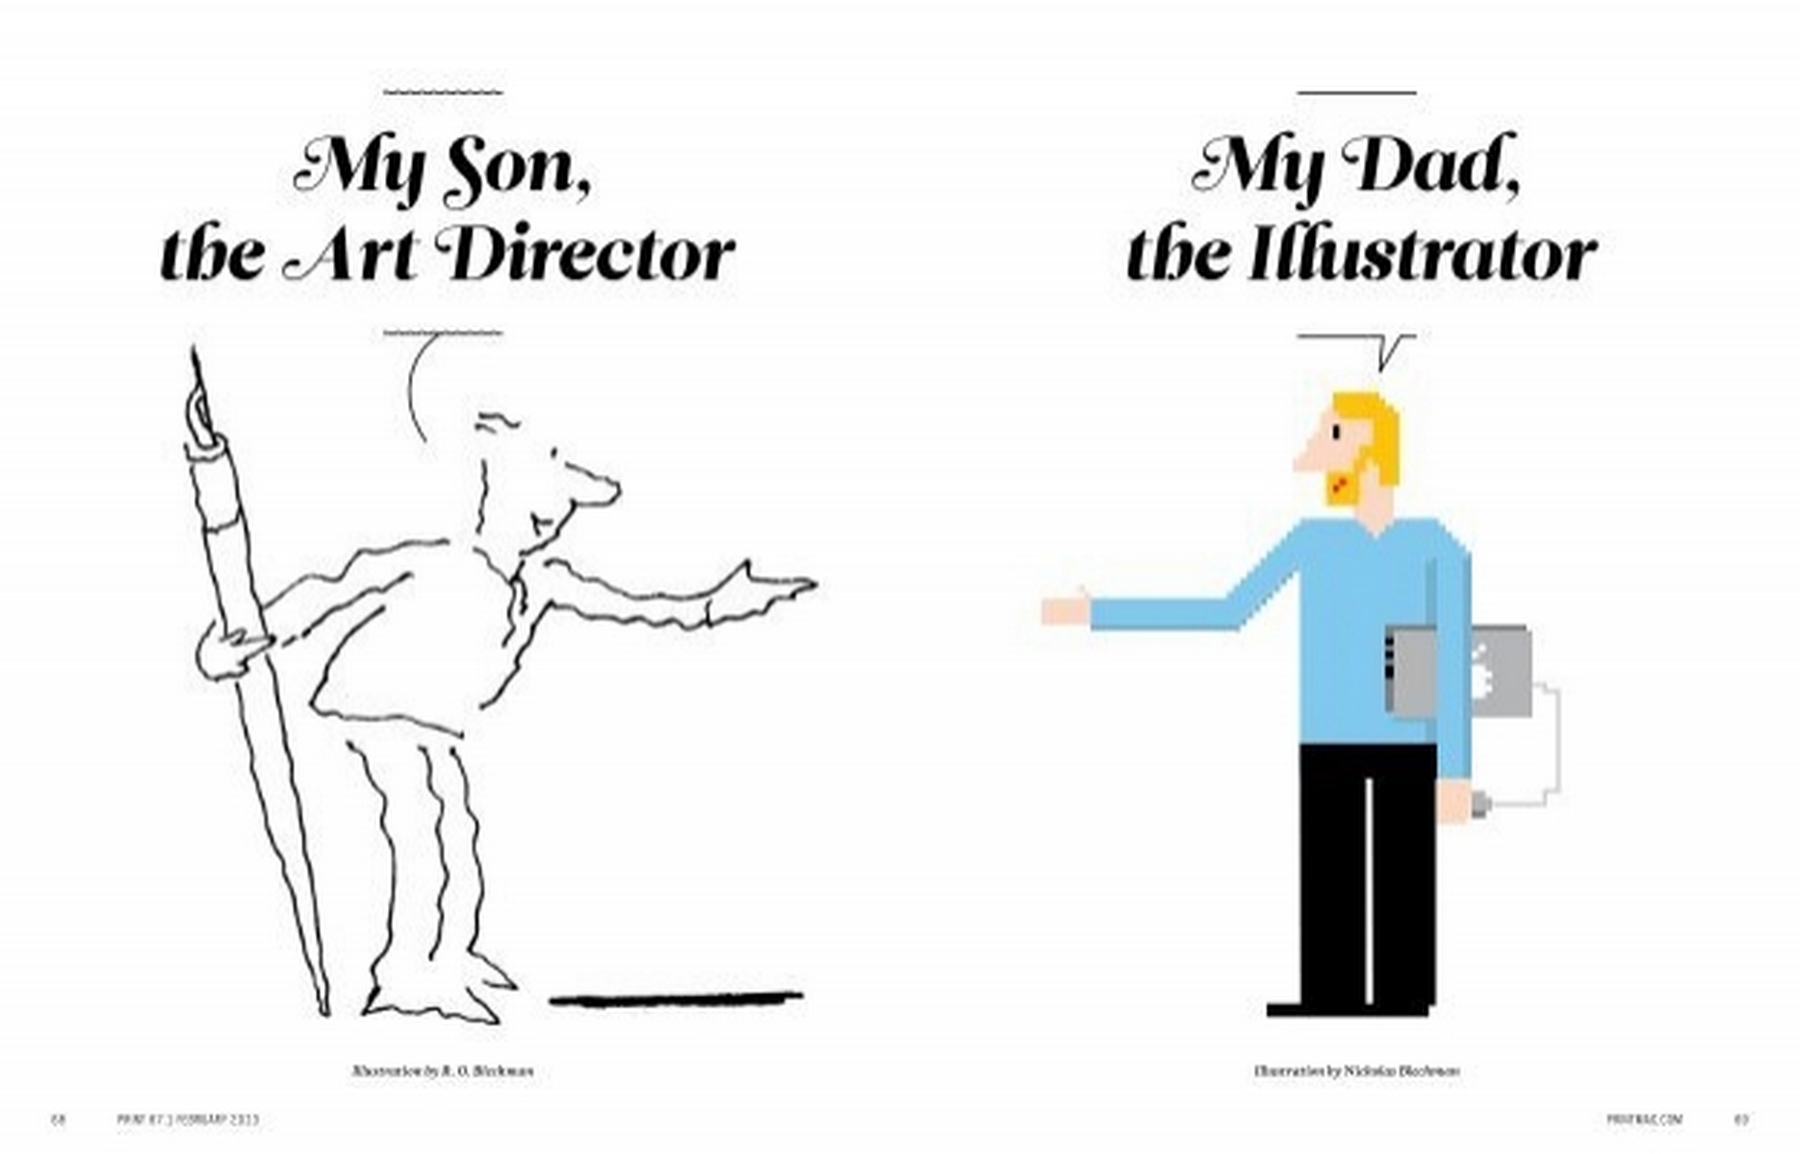 My Son,
the Art Director
My Dad,
the Illustrator
Illustration by R. O. Blechman
Illustration by Nicholas Blechman
68
PRINT 67.1 FEBRUARY 2013
PRINTMAG.COM
69